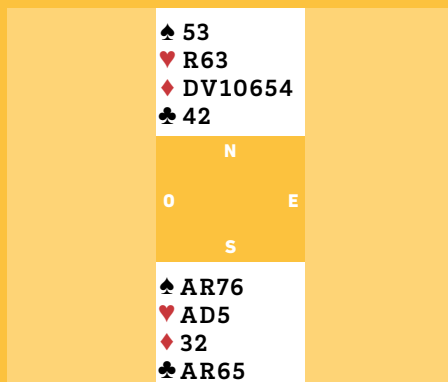 ♠ 53
♥ R63
♦ DV10654
♣ 42
N
O E
S
♠ AR76
♥ AD5
♦ 32
♣ AR65